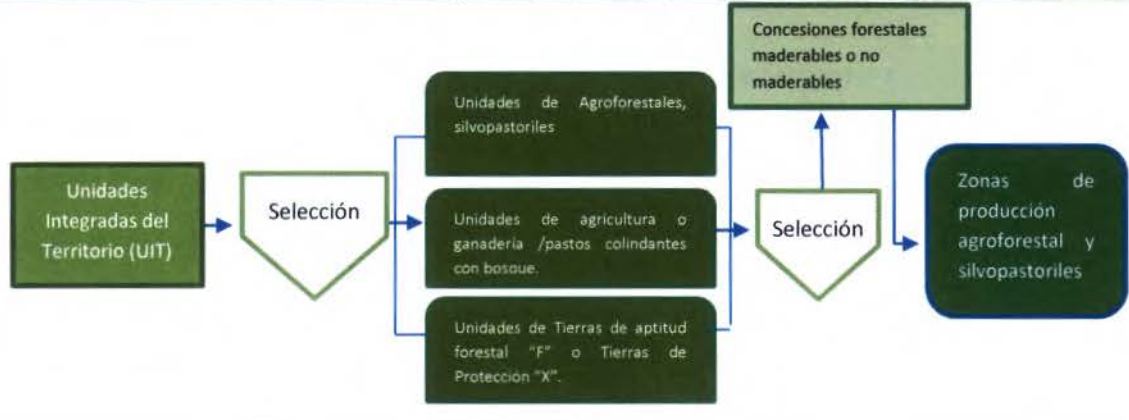 Unidades
Integradas del
Territorio (UIT)
Selección
Unidades de Agroforestales,
silvopastoriles
Unidades de agricultura o
ganadería /pastos colindantes
con bosque.
Unidades de Tierras de aptitud
forestal "F" o Tierras de
Protección "X".
Selección
Concesiones forestales
maderables o no
maderables
Zonas de
producción
agroforestal y
silvopastoriles